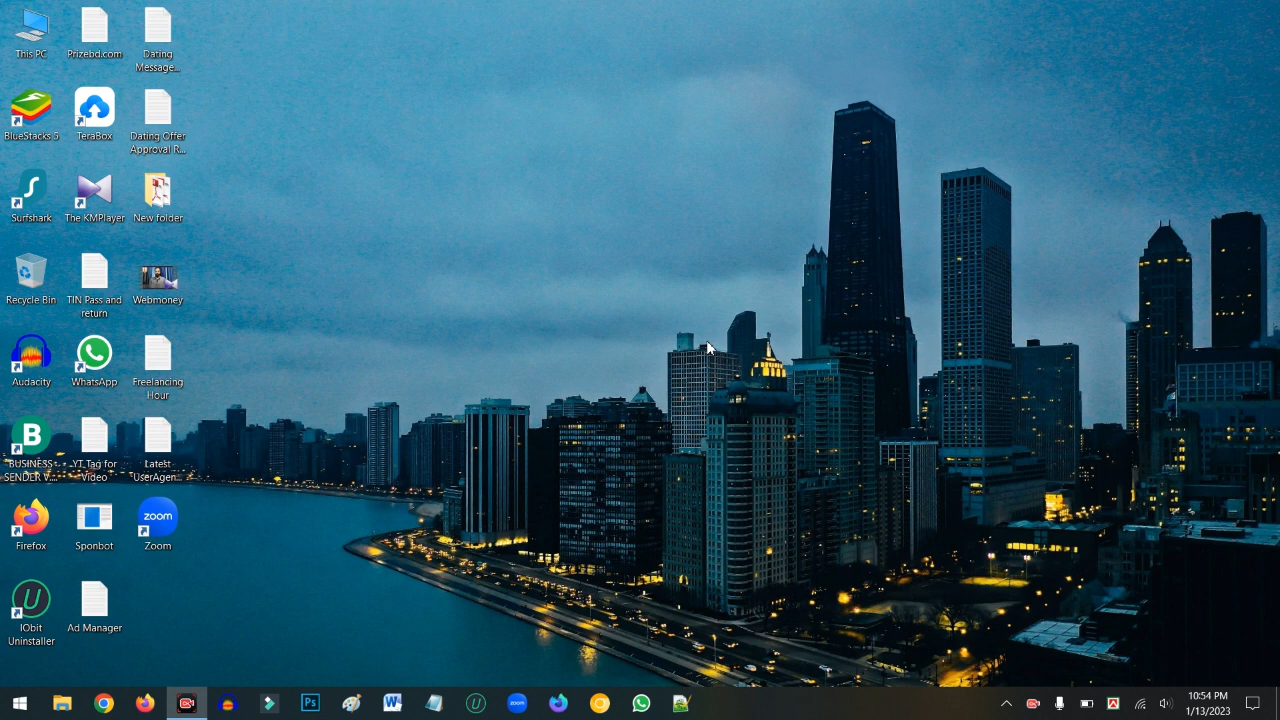 This PC
Prizebd.com
Dating
Message...
BlueStacks 5
TeraBox
Dating Offer
Approval R...
Surfshark
The KMPlayer
New folder
Recycle Bin
TIN Pass and
return
Webmoney
Audacity
WhatsApp
Freelancing
Hour
B
BUSINESS
SENDER V...
YT Tag for
Video
Latest
UserAgen...
Firefox
Sponbot
zoom
Zoom
IObit
Uninstaller
Ad Manager
Ps
W
zoom
10:54 PM
1/13/2023